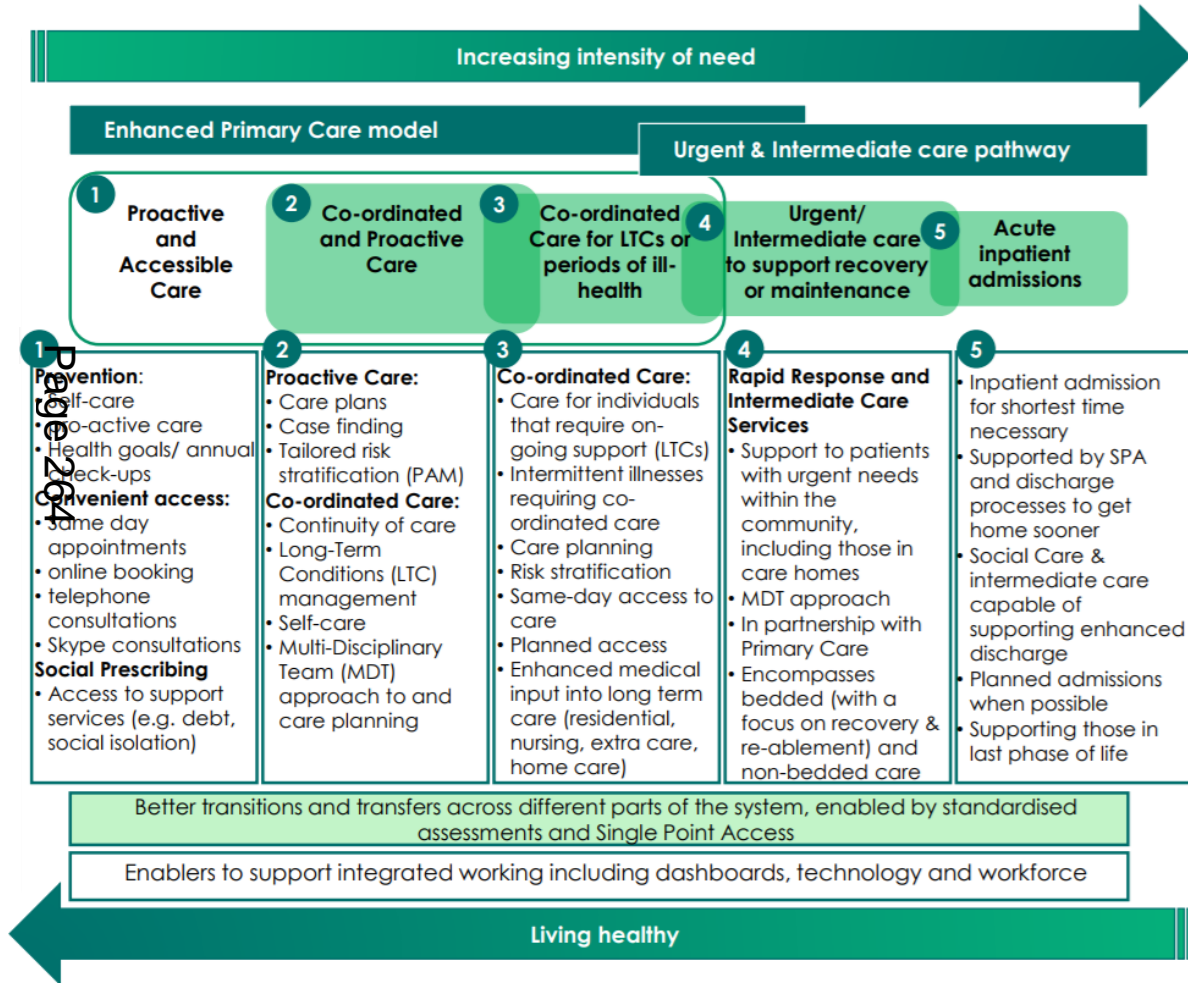 Increasing intensity of need
Enhanced Primary Care model
Urgent & Intermediate care pathway
1
Proactive
and
Accessible
Care
2
Co-ordinated
and Proactive
Care
3
Co-ordinated
Care for LTCs or
periods of ill-
health
4
Urgent/
Intermediate care
to support recovery
or maintenance
5
Acute
inpatient
admissions
Page 264
1
Prevention:
• Self-care
• pro-active care
• Health goals/ annual
check-ups
Convenient access:
• Same day
appointments
• online booking
• telephone
consultations
• Skype consultations
Social Prescribing
• Access to support
services (e.g. debt,
social isolation)
2
Proactive Care:
• Care plans
• Case finding
• Tailored risk
stratification (PAM)
Co-ordinated Care:
• Continuity of care
• Long-Term
Conditions (LTC)
management
• Self-care
• Multi-Disciplinary
Team (MDT)
approach to and
care planning
3
Co-ordinated Care:
• Care for individuals
that require on-
going support (LTCs)
• Intermittent illnesses
requiring co-
ordinated care
• Care planning
• Risk stratification
• Same-day access to
care
• Planned access
• Enhanced medical
input into long term
care (residential,
nursing, extra care,
home care)
4
Rapid Response and
Intermediate Care
Services
• Support to patients
with urgent needs
within the
community,
including those in
care homes
• MDT approach
• In partnership with
Primary Care
• Encompasses
bedded (with a
focus on recovery &
re-ablement) and
non-bedded care
5
• Inpatient admission
for shortest time
necessary
• Supported by SPA
and discharge
processes to get
home sooner
• Social Care &
intermediate care
capable of
supporting enhanced
discharge
• Planned admissions
when possible
• Supporting those in
last phase of life
Better transitions and transfers across different parts of the system, enabled by standardised
assessments and Single Point Access
Enablers to support integrated working including dashboards, technology and workforce
Living healthy